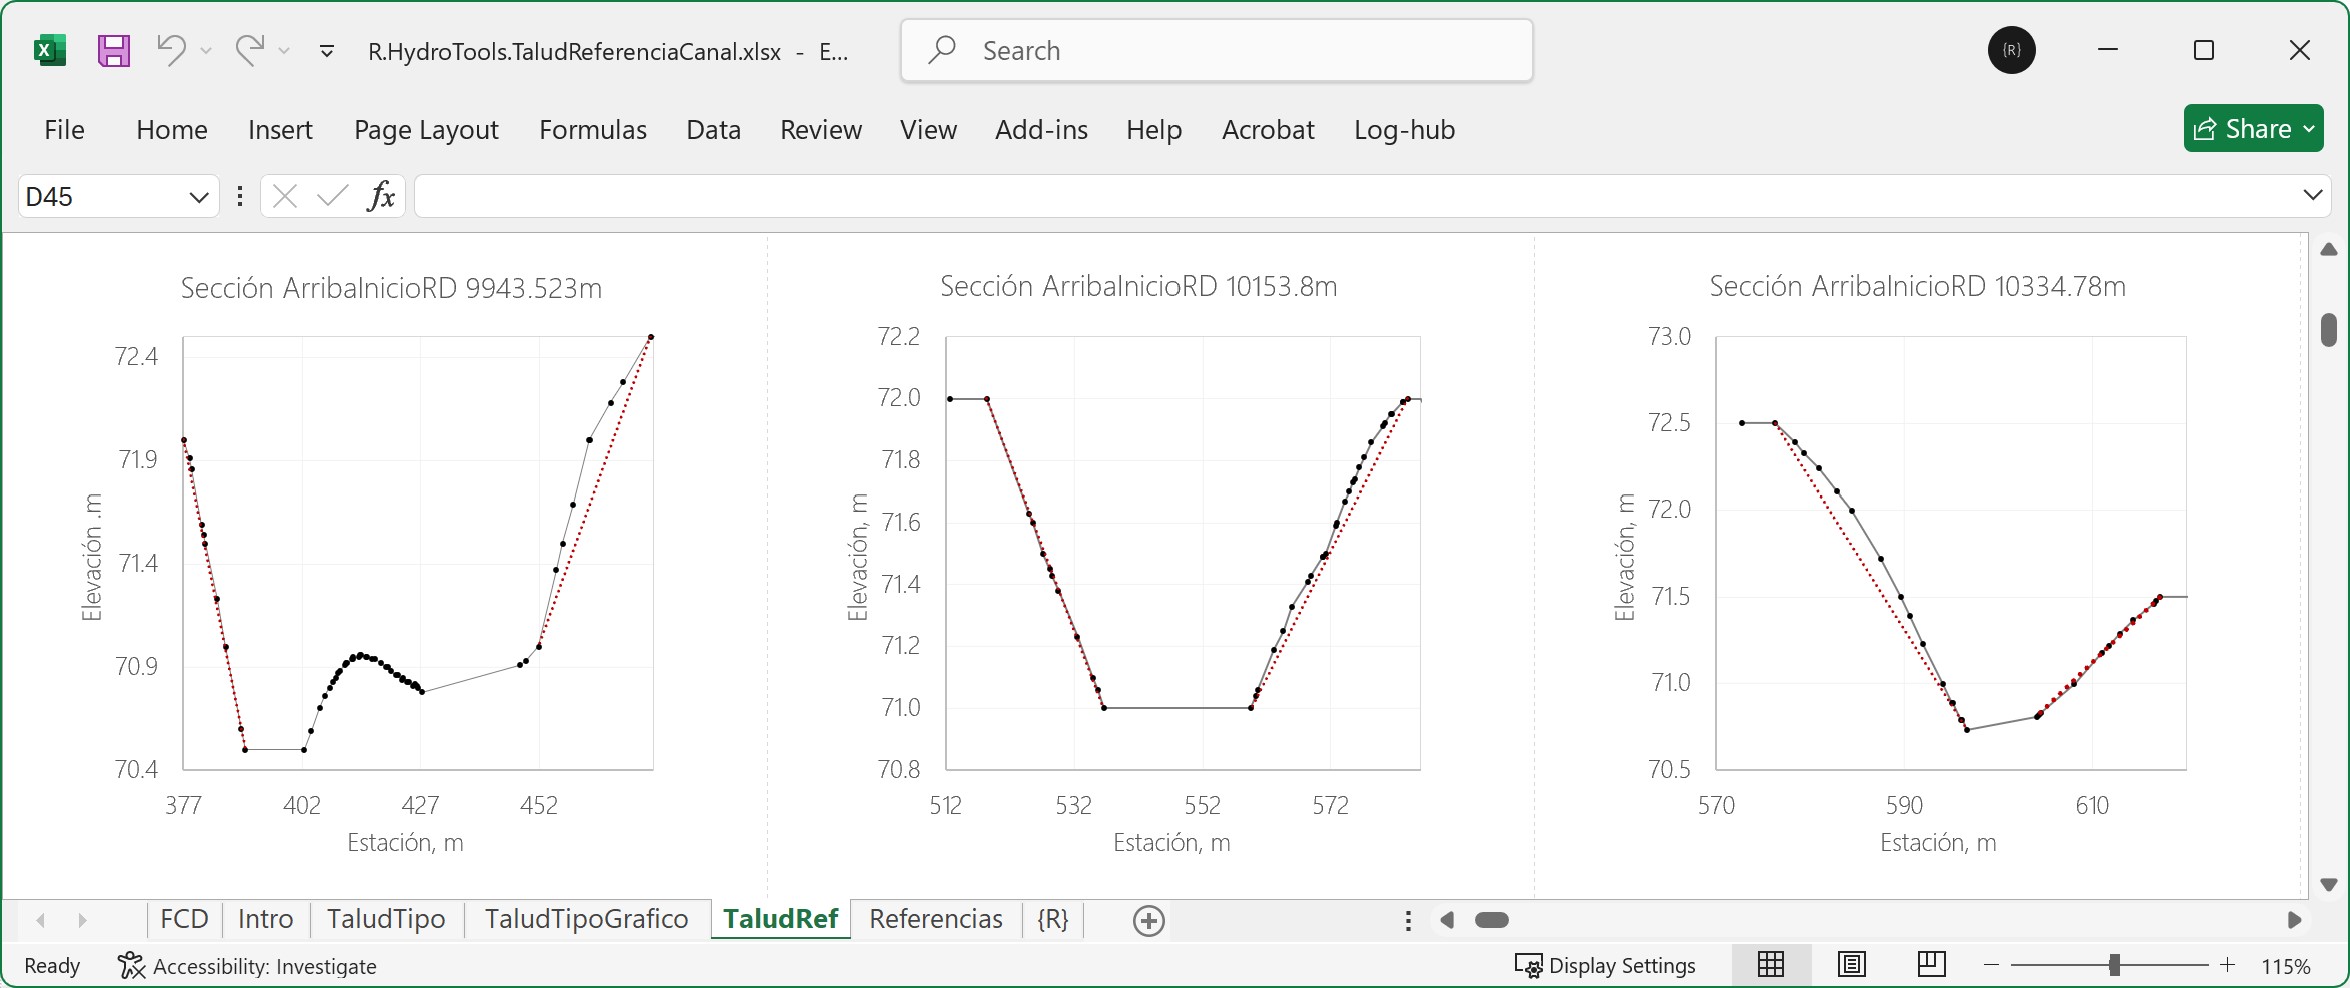 R.HydroTools.TaludReferenciaCanal.xlsx - E...
Search
{R}
File Home Insert Page Layout Formulas Data Review View Add-ins Help Acrobat Log-hub
Share
D45
fx
Sección ArribaInicioRD 9943.523m
72.4
71.9
71.4
70.9
70.4
Elevación .m
377 402 427 452
Estación, m
Sección ArribaInicioRD 10153.8m
72.2
72.0
71.8
71.6
71.4
71.2
71.0
70.8
Elevación, m
512 532 552 572
Estación, m
Sección ArribaInicioRD 10334.78m
73.0
72.5
72.0
71.5
71.0
70.5
Elevación, m
570 590 610
Estación, m
FCD Intro TaludTipo TaludTipoGrafico TaludRef Referencias {R}
Ready Accessibility: Investigate Display Settings 115%